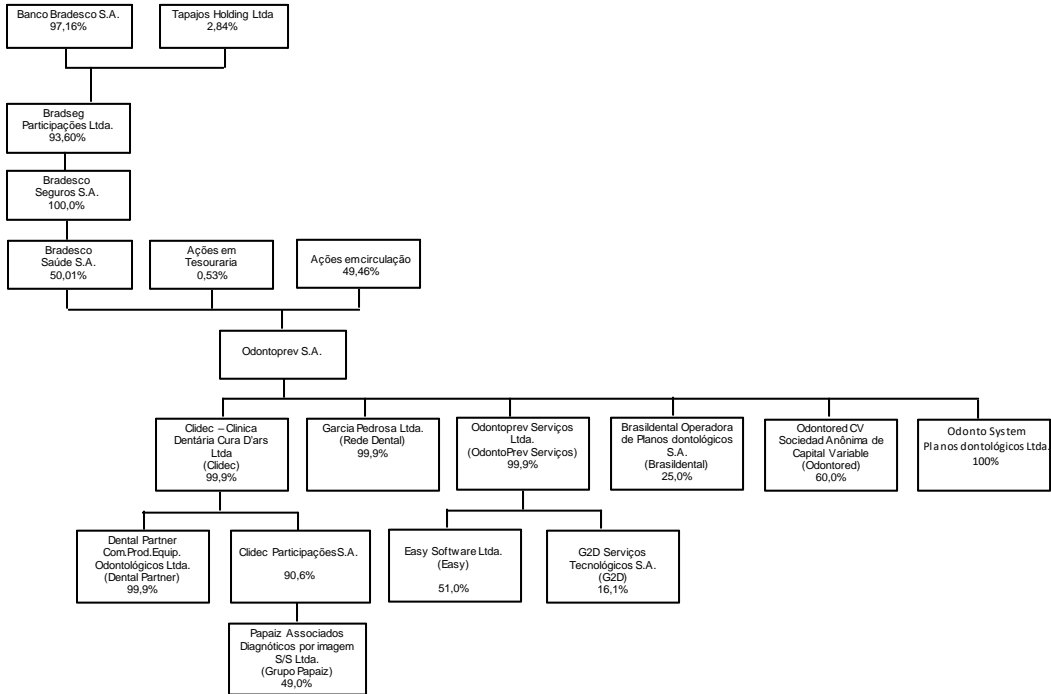 Banco Bradesco S.A.
97,16%
Tapajos Holding Ltda
2,84%
Bradseg
Participações Ltda.
93,60%
Bradesco
Seguros S.A.
100,0%
Bradesco
Saúde S.A.
50,01%
Ações em
Tesouraria
0,53%
Ações em circulação
49,46%
Odontoprev S.A.
Clidec – Clinica
Dentária Cura D'ars
Ltda
(Clidec)
99,9%
Garcia Pedrosa Ltda.
(Rede Dental)
99,9%
Odontoprev Serviços
Ltda.
(OdontoPrev Serviços)
99,9%
Brasildental Operadora
de Planos dontológicos
S.A.
(Brasildental)
25,0%
Odontored CV
Sociedad Anônima de
Capital Variable
(Odontored)
60,0%
Odonto System
Planos dontológicos Ltda.
100%
Dental Partner
Com.Prod.Equip.
Odontológicos Ltda.
(Dental Partner)
99,9%
Clidec Participações S.A.
90,6%
Easy Software Ltda.
(Easy)
51,0%
G2D Serviços
Tecnológicos S.A.
(G2D)
16,1%
Papaiz Associados
Diagnóticos por imagem
S/S Ltda.
(Grupo Papaiz)
49,0%